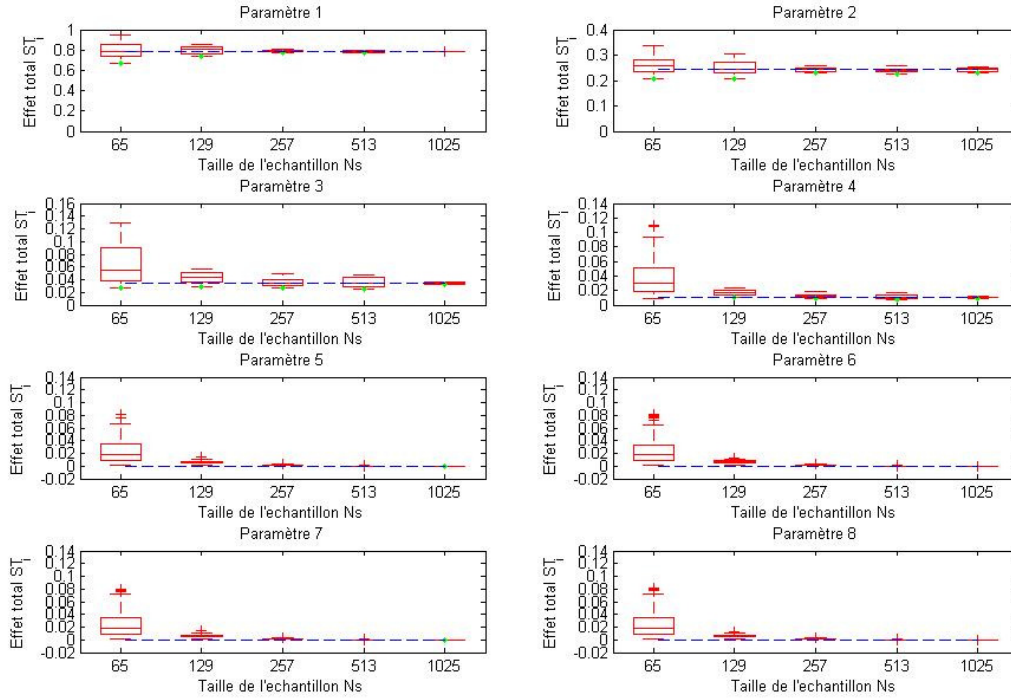 Paramètre 1
Effet total STi
1
0.8
0.6
0.4
0.2
0
65 129 257 513 1025
Taille de l'echantillon Ns
Paramètre 2
Effet total STi
0.4
0.3
0.2
0.1
0
65 129 257 513 1025
Taille de l'echantillon Ns
Paramètre 3
Effet total STi
0.16
0.14
0.12
0.1
0.08
0.06
0.04
0.02
0
65 129 257 513 1025
Taille de l'echantillon Ns
Paramètre 4
Effet total STi
0.14
0.12
0.1
0.08
0.06
0.04
0.02
0
65 129 257 513 1025
Taille de l'echantillon Ns
Paramètre 5
Effet total STi
0.14
0.12
0.1
0.08
0.06
0.04
0.02
0
-0.02
65 129 257 513 1025
Taille de l'echantillon Ns
Paramètre 6
Effet total STi
0.14
0.12
0.1
0.08
0.06
0.04
0.02
0
-0.02
65 129 257 513 1025
Taille de l'echantillon Ns
Paramètre 7
Effet total STi
0.14
0.12
0.1
0.08
0.06
0.04
0.02
0
-0.02
65 129 257 513 1025
Taille de l'echantillon Ns
Paramètre 8
Effet total STi
0.14
0.12
0.1
0.08
0.06
0.04
0.02
0
-0.02
65 129 257 513 1025
Taille de l'echantillon Ns